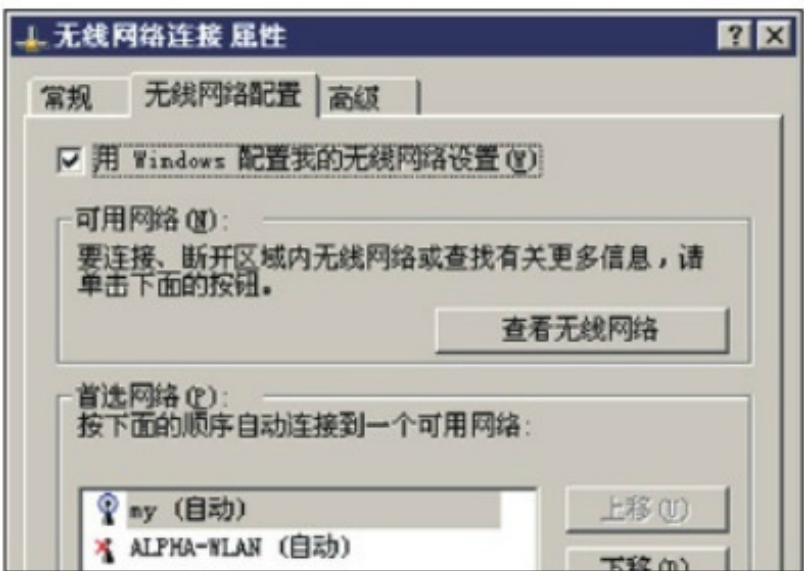 无线网络连接 属性
常规 无线网络配置 高级
用 Windows 配置我的无线网络设置(W)
可用网络(N):
要连接、断开区域内无线网络或查找有关更多信息，请
单击下面的按钮。
查看无线网络
首选网络(P):
按下面的顺序自动连接到一个可用网络:
my (自动)
上移(U)
ALPHA-WLAN (自动)
下移(D)